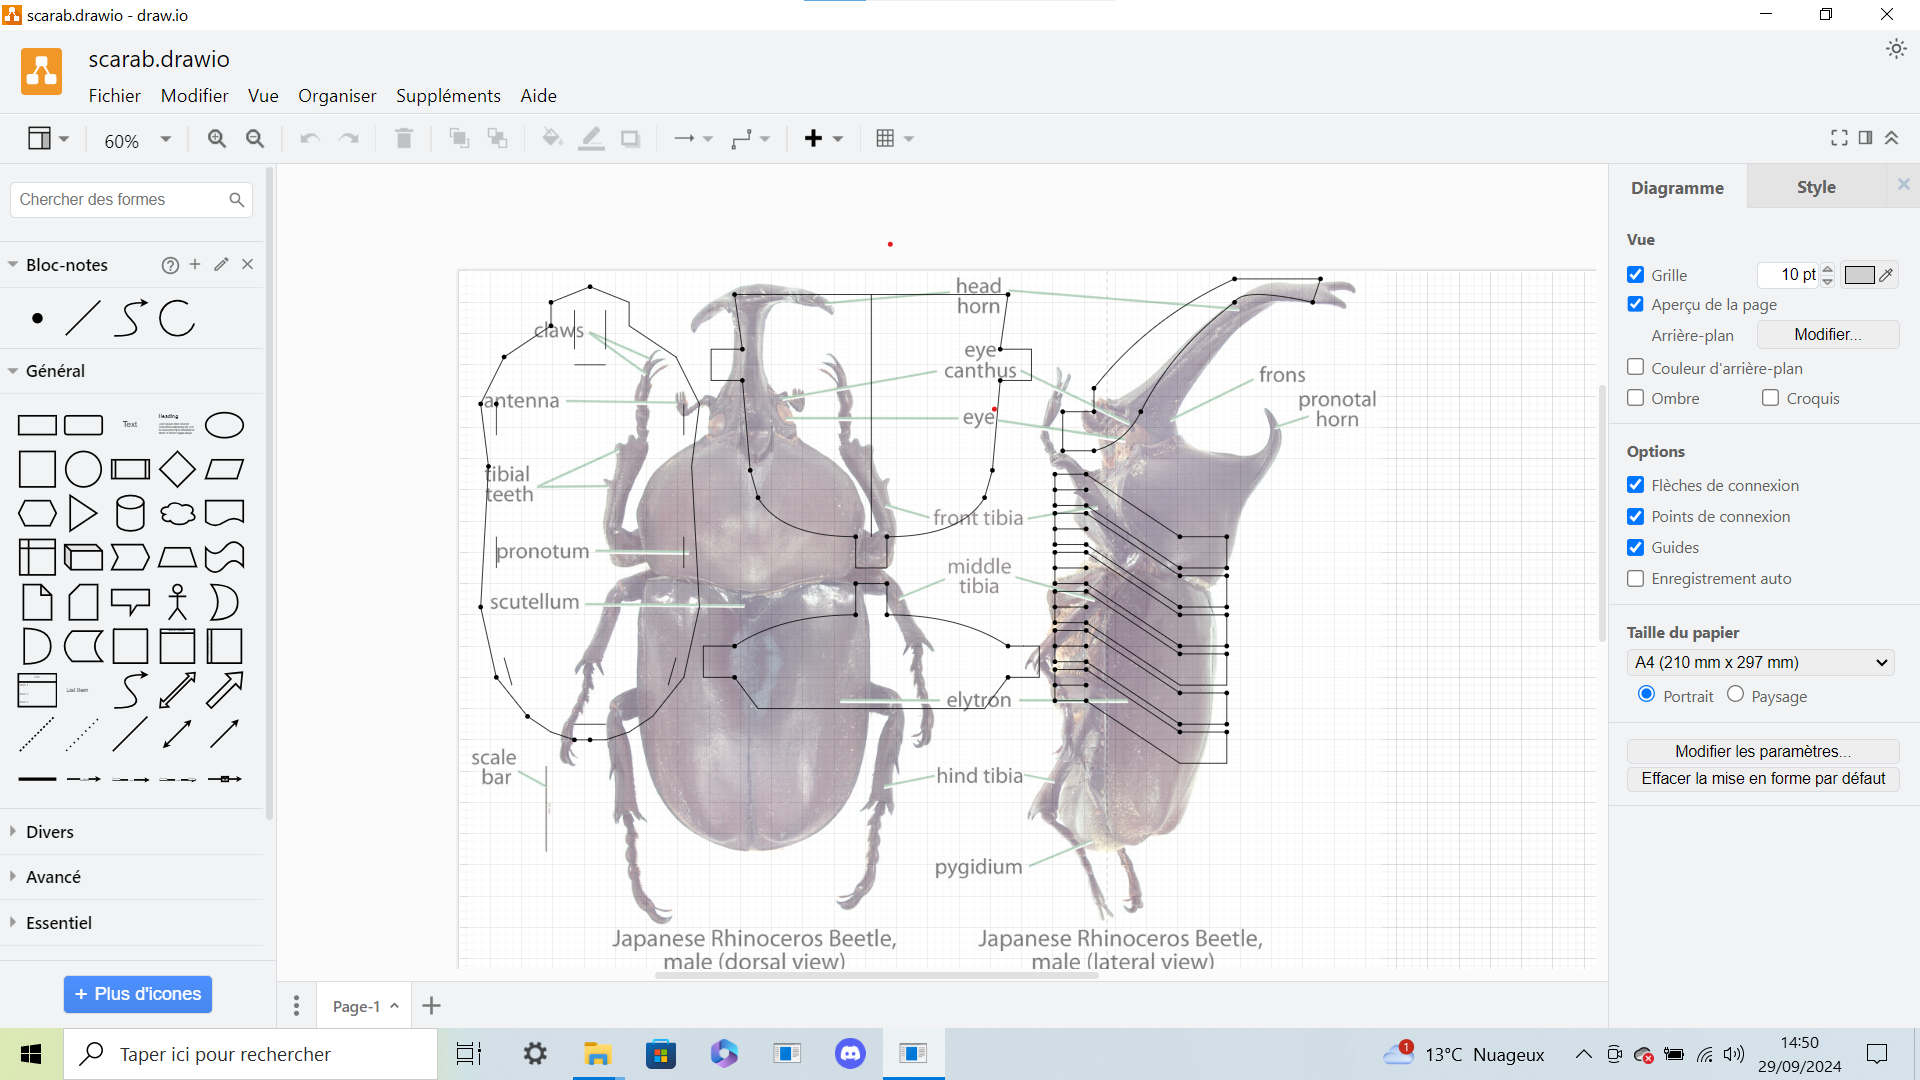 scarab.drawio - draw.io
scarab.drawio
Fichier Modifier Vue Organiser Suppléments Aide
60%
Chercher des formes
Bloc-notes
Général
Text
Heading
List Item
Divers
Avancé
Essentiel
+ Plus d'icones
head
horn
claws
eye
canthus
antenna
eye
frons
pronotal
horn
tibial
teeth
front tibia
pronotum
middle
tibia
scutellum
elytron
scale
bar
hind tibia
pygidium
Japanese Rhinoceros Beetle,
male (dorsal view)
Japanese Rhinoceros Beetle,
male (lateral view)
Page-1
Diagramme Style
Vue
Grille 10 pt
Aperçu de la page
Arrière-plan Modifier...
Couleur d'arrière-plan
Ombre Croquis
Options
Flèches de connexion
Points de connexion
Guides
Enregistrement auto
Taille du papier
A4 (210 mm x 297 mm)
Portrait Paysage
Modifier les paramètres...
Effacer la mise en forme par défaut
Taper ici pour rechercher
1
13°C Nuageux
14:50
29/09/2024